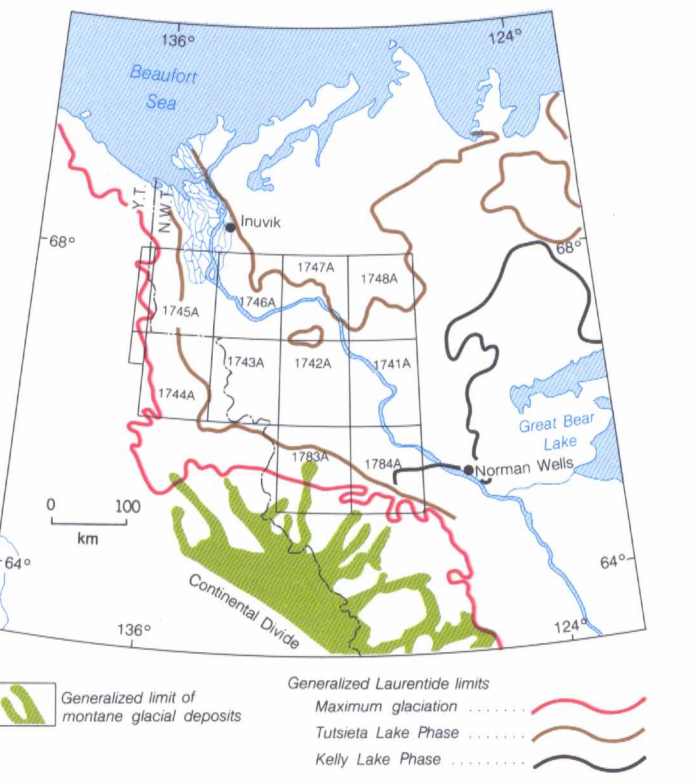 136°
124°
Beaufort
Sea
Y.T.
N.W.T.
Inuvik
68°
68°
1747A
1748A
1746A
1745A
1743A
1742A
1741A
1744A
Great Bear
Lake
1783A
1784A
Norman Wells
0 100
km
64°
64°
Continental Divide
136°
124°
Generalized limit of
montane glacial deposits
Generalized Laurentide limits
Maximum glaciation ........
Tutsieta Lake Phase ........
Kelly Lake Phase .........